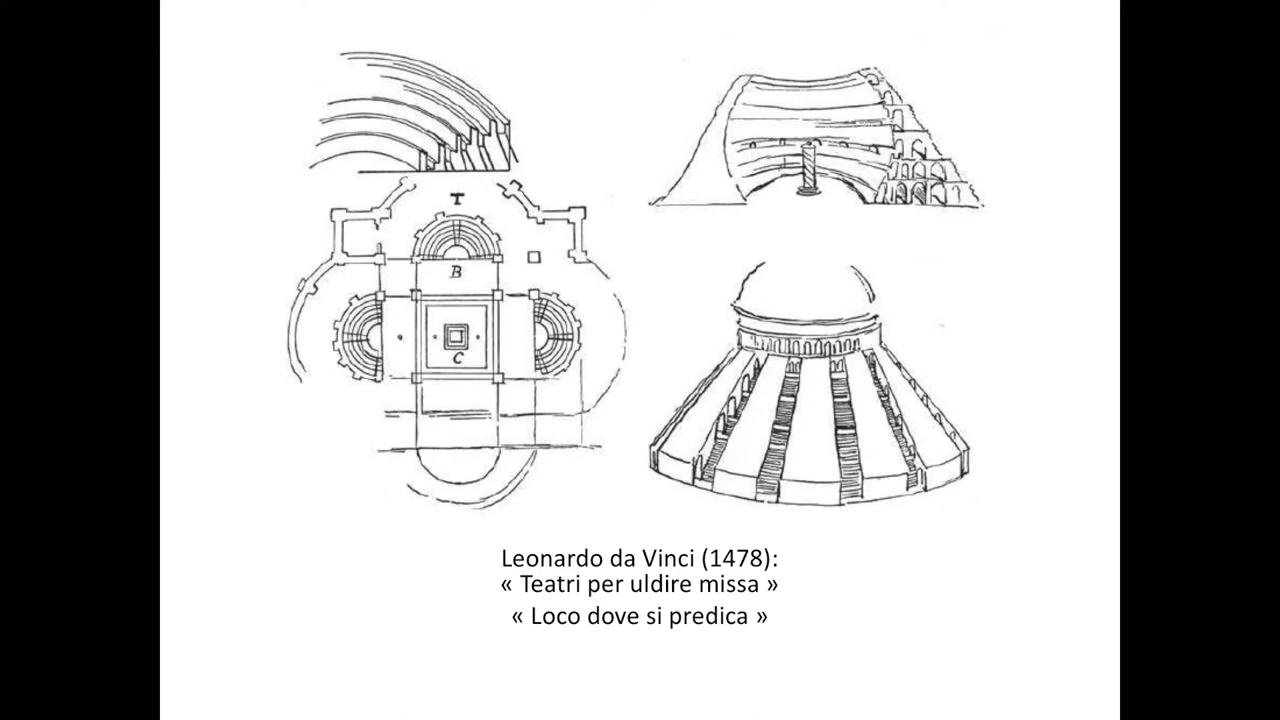 T
B
C
Leonardo da Vinci (1478):
« Teatri per uldire missa »
« Loco dove si predica »